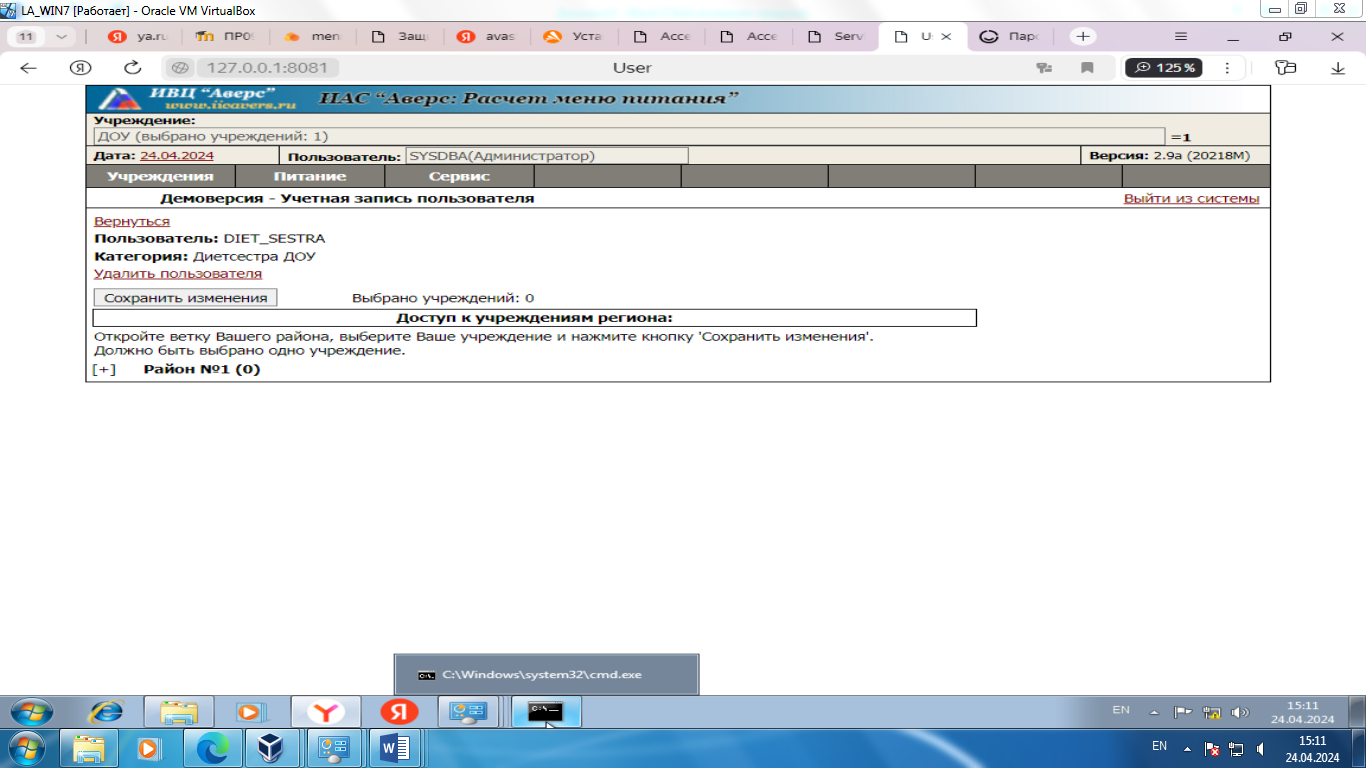 LA_WIN7 [Работает] - Oracle VM VirtualBox
11 ya.ru ПР0 men Защ avas Уста Acce Acce Serv Us Паро
127.0.0.1:8081 User 125 %
ИВЦ “Аверс” ПАС “Аверс: Расчет меню питания”
www.iicavers.ru
Учреждение:
ДОУ (выбрано учреждений: 1) =1
Дата: 24.04.2024 Пользователь: SYSDBA(Администратор) Версия: 2.9a (20218M)
Учреждения Питание Сервис
Демоверсия - Учетная запись пользователя Выйти из системы
Вернуться
Пользователь: DIET_SESTRA
Категория: Диетсестра ДОУ
Удалить пользователя
Сохранить изменения Выбрано учреждений: 0
Доступ к учреждениям региона:
Откройте ветку Вашего района, выберите Ваше учреждение и нажмите кнопку 'Сохранить изменения'.
Должно быть выбрано одно учреждение.
[+] Район №1 (0)
C:\Windows\system32\cmd.exe
EN 15:11
24.04.2024
EN 15:11
24.04.2024